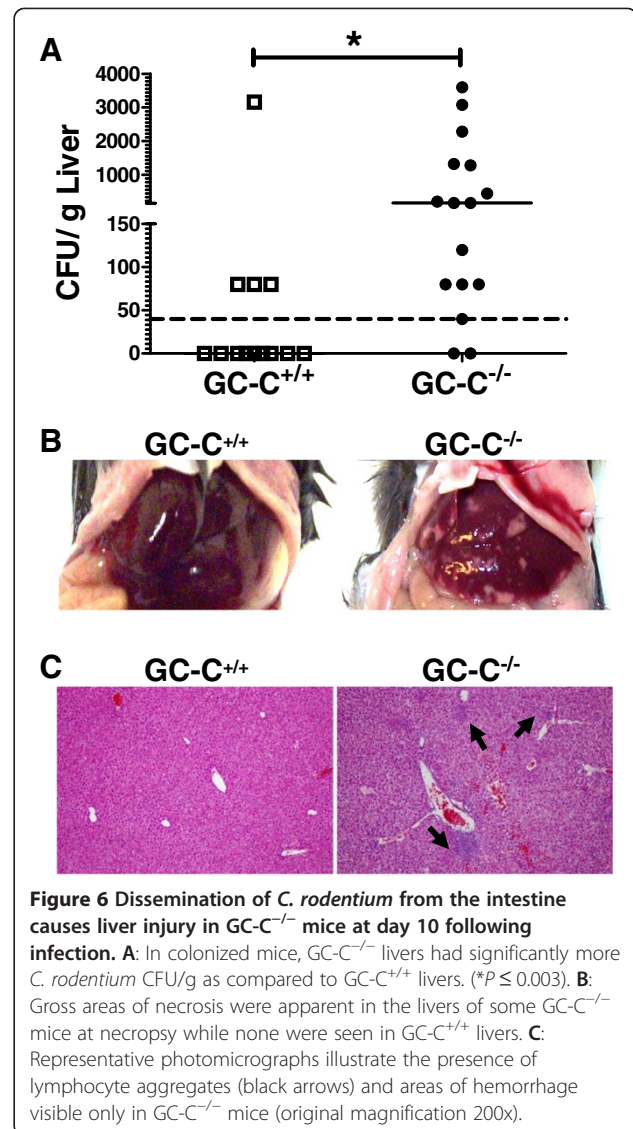 A
*
CFU/ g Liver
4000
3000
2000
1000
150
100
50
0
GC-C+/+ GC-C-/-
B
GC-C+/+ GC-C-/-
C
GC-C+/+ GC-C-/-
Figure 6 Dissemination of C. rodentium from the intestine
causes liver injury in GC-C−/− mice at day 10 following
infection. A: In colonized mice, GC-C−/− livers had significantly more
C. rodentium CFU/g as compared to GC-C+/+ livers. (*P ≤ 0.003). B:
Gross areas of necrosis were apparent in the livers of some GC-C−/−
mice at necropsy while none were seen in GC-C+/+ livers. C:
Representative photomicrographs illustrate the presence of
lymphocyte aggregates (black arrows) and areas of hemorrhage
visible only in GC-C−/− mice (original magnification 200x).